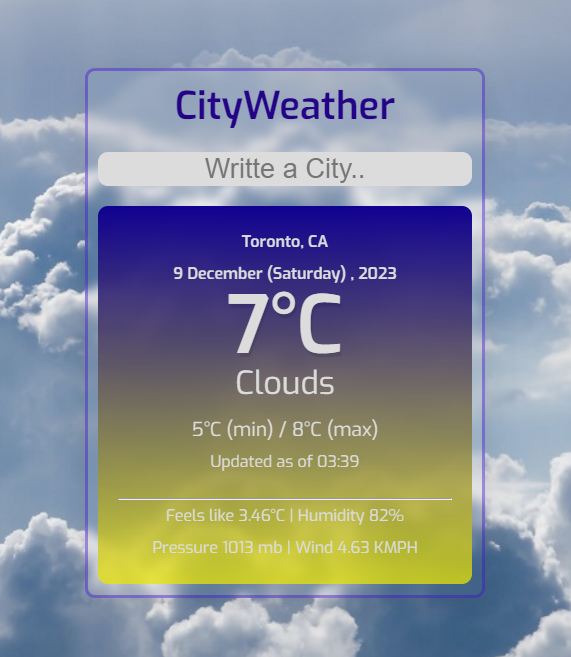 CityWeather
Writte a City..
Toronto, CA
9 December (Saturday) , 2023
7°C
Clouds
5°C (min) / 8°C (max)
Updated as of 03:39
Feels like 3.46°C | Humidity 82%
Pressure 1013 mb | Wind 4.63 KMPH